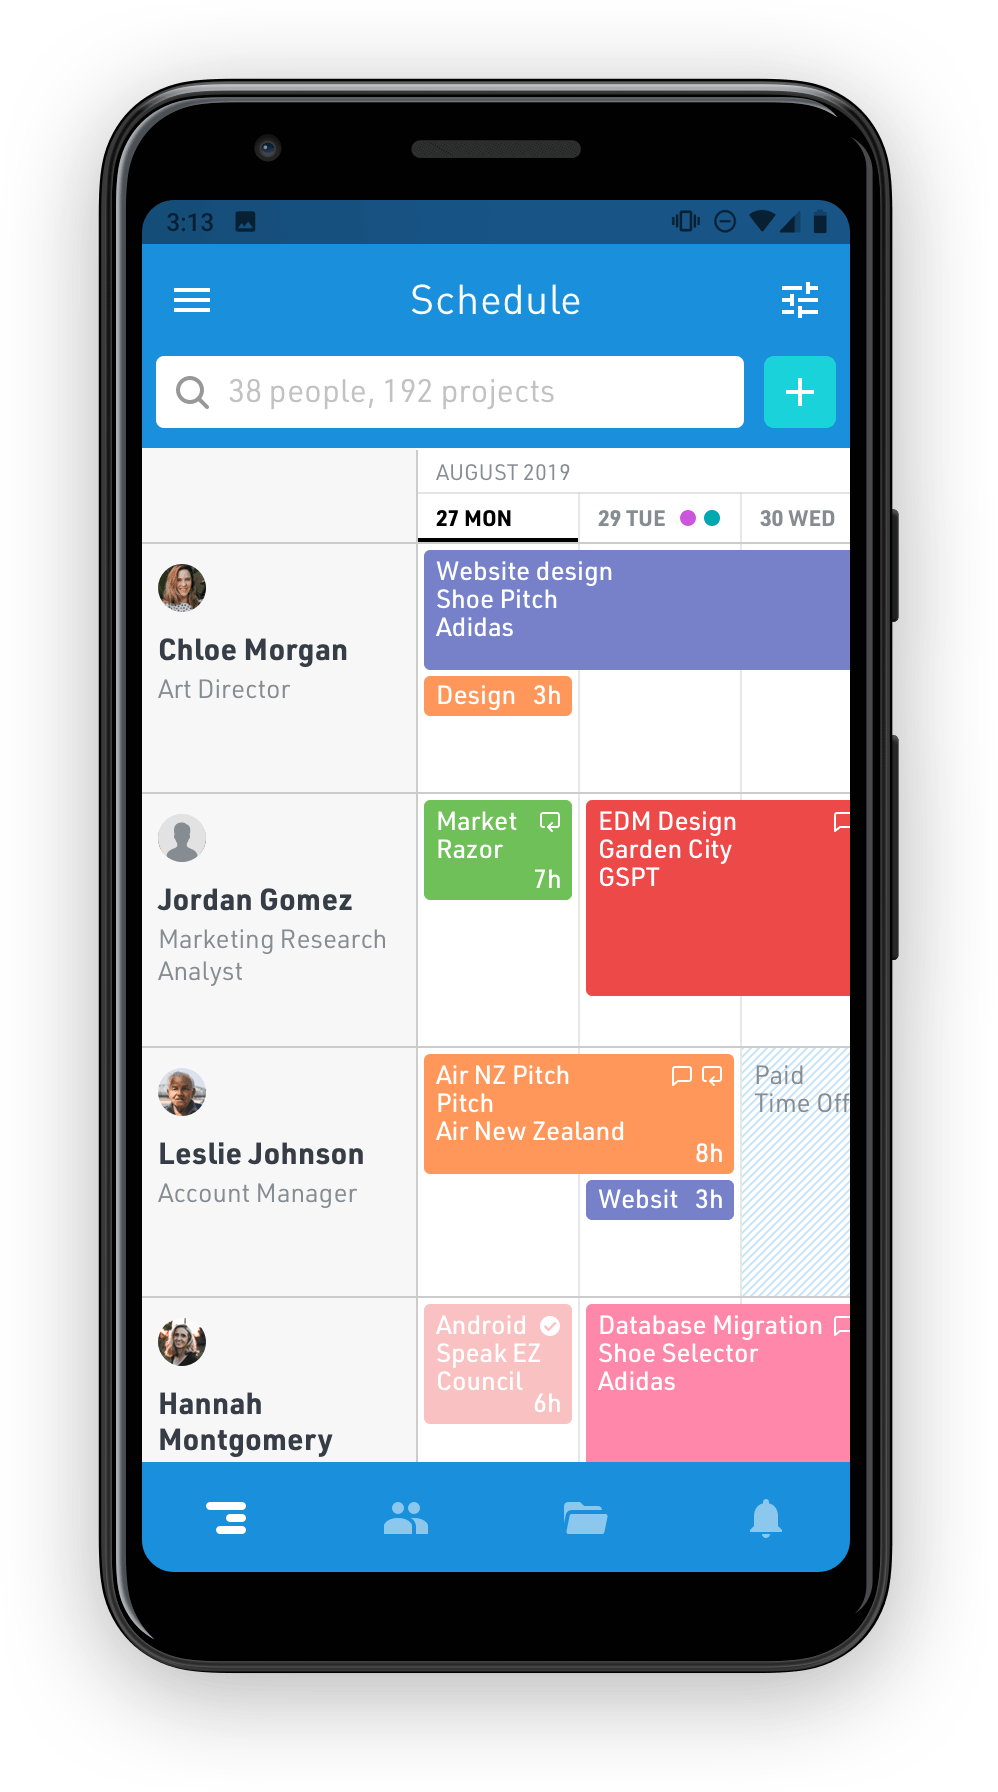 3:13
Schedule
38 people, 192 projects
AUGUST 2019
27 MON
29 TUE
30 WED
Chloe Morgan
Art Director
Website design
Shoe Pitch
Adidas
Design 3h
Jordan Gomez
Marketing Research
Analyst
Market
Razor
7h
EDM Design
Garden City
GSPT
Leslie Johnson
Account Manager
Air NZ Pitch
Pitch
Air New Zealand
8h
Websit 3h
Paid
Time Off
Hannah
Montgomery
Android
Speak EZ
Council
6h
Database Migration
Shoe Selector
Adidas